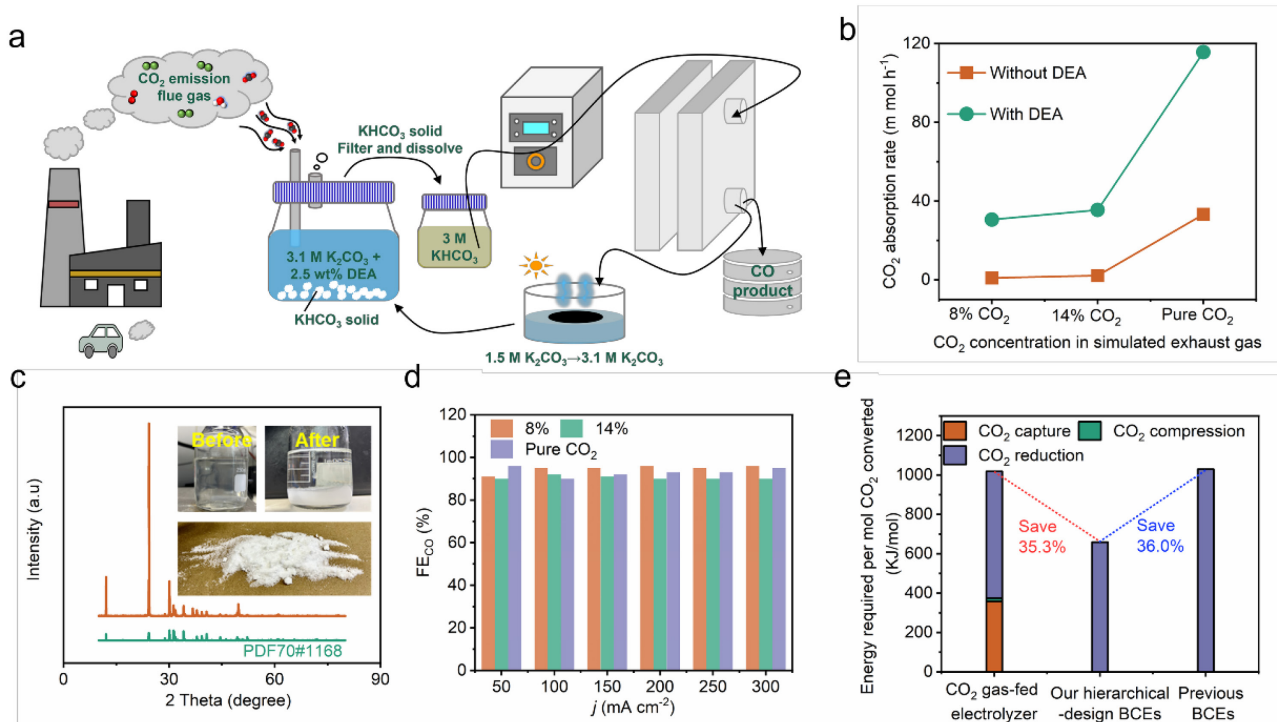 a
CO₂ emission
flue gas
KHCO₃ solid
Filter and dissolve
3.1 M K₂CO₃ +
2.5 wt% DEA
3 M
KHCO₃
KHCO₃ solid
CO
product
1.5 M K₂CO₃→3.1 M K₂CO₃
b
CO₂ absorption rate (m mol h⁻¹)
120
80
40
0
Without DEA
With DEA
8% CO₂
14% CO₂
Pure CO₂
CO₂ concentration in simulated exhaust gas
c
Intensity (a.u)
Before
After
PDF70#1168
0
30
60
90
2 Theta (degree)
d
FE_CO (%)
120
100
80
60
40
20
0
8%
14%
Pure CO₂
50
100
150
200
250
300
j (mA cm⁻²)
e
Energy required per mol CO₂ converted
(KJ/mol)
1200
1000
800
600
400
200
0
CO₂ capture
CO₂ compression
CO₂ reduction
Save
35.3%
Save
36.0%
CO₂ gas-fed
electrolyzer
Our hierarchical
-design BCEs
Previous
BCEs